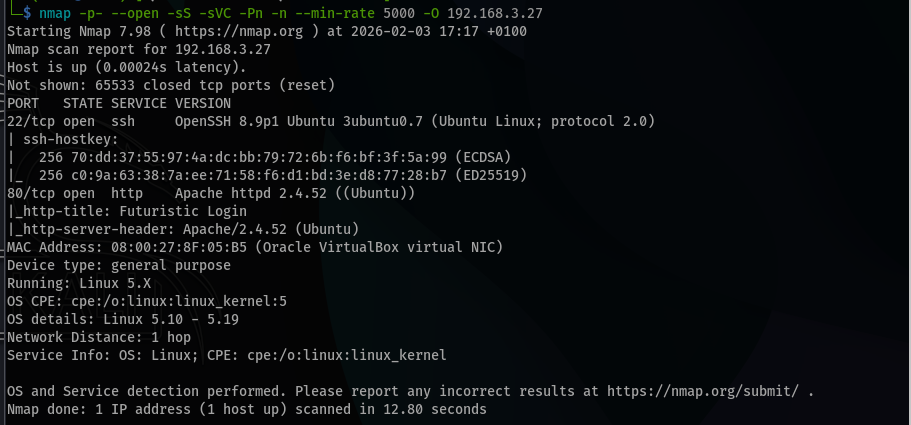 └─$ nmap -p- --open -sS -sVC -Pn -n --min-rate 5000 -O 192.168.3.27
Starting Nmap 7.98 ( https://nmap.org ) at 2026-02-03 17:17 +0100
Nmap scan report for 192.168.3.27
Host is up (0.00024s latency).
Not shown: 65533 closed tcp ports (reset)
PORT   STATE SERVICE VERSION
22/tcp open  ssh     OpenSSH 8.9p1 Ubuntu 3ubuntu0.7 (Ubuntu Linux; protocol 2.0)
| ssh-hostkey:
|   256 70:dd:37:55:97:4a:dc:bb:79:72:6b:f6:bf:3f:5a:99 (ECDSA)
|_  256 c0:9a:63:38:7a:ee:71:58:f6:d1:bd:3e:d8:77:28:b7 (ED25519)
80/tcp open  http    Apache httpd 2.4.52 ((Ubuntu))
|_http-title: Futuristic Login
|_http-server-header: Apache/2.4.52 (Ubuntu)
MAC Address: 08:00:27:8F:05:B5 (Oracle VirtualBox virtual NIC)
Device type: general purpose
Running: Linux 5.X
OS CPE: cpe:/o:linux:linux_kernel:5
OS details: Linux 5.10 - 5.19
Network Distance: 1 hop
Service Info: OS: Linux; CPE: cpe:/o:linux:linux_kernel

OS and Service detection performed. Please report any incorrect results at https://nmap.org/submit/ .
Nmap done: 1 IP address (1 host up) scanned in 12.80 seconds